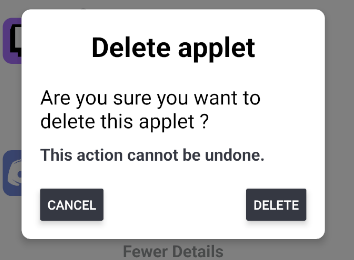 Delete applet
Are you sure you want to
delete this applet ?
This action cannot be undone.
CANCEL
DELETE
Fewer Details